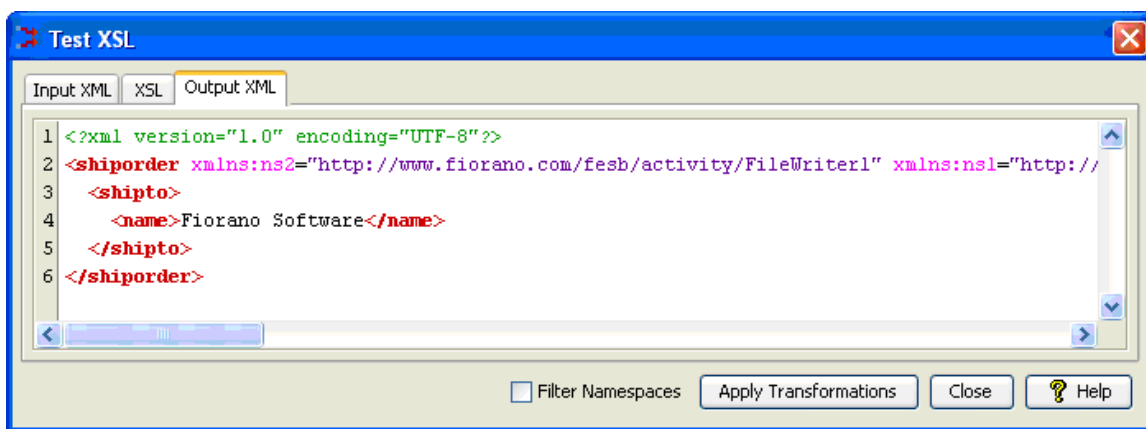 Test XSL
Input XML XSL Output XML
1 <?xml version="1.0" encoding="UTF-8"?>
2 <shiporder xmlns:ns2="http://www.fiorano.com/fesb/activity/FileWriter1" xmlns:ns1="http://
3 <shipto>
4 <name>Fiorano Software</name>
5 </shipto>
6 </shiporder>
Filter Namespaces Apply Transformations Close Help